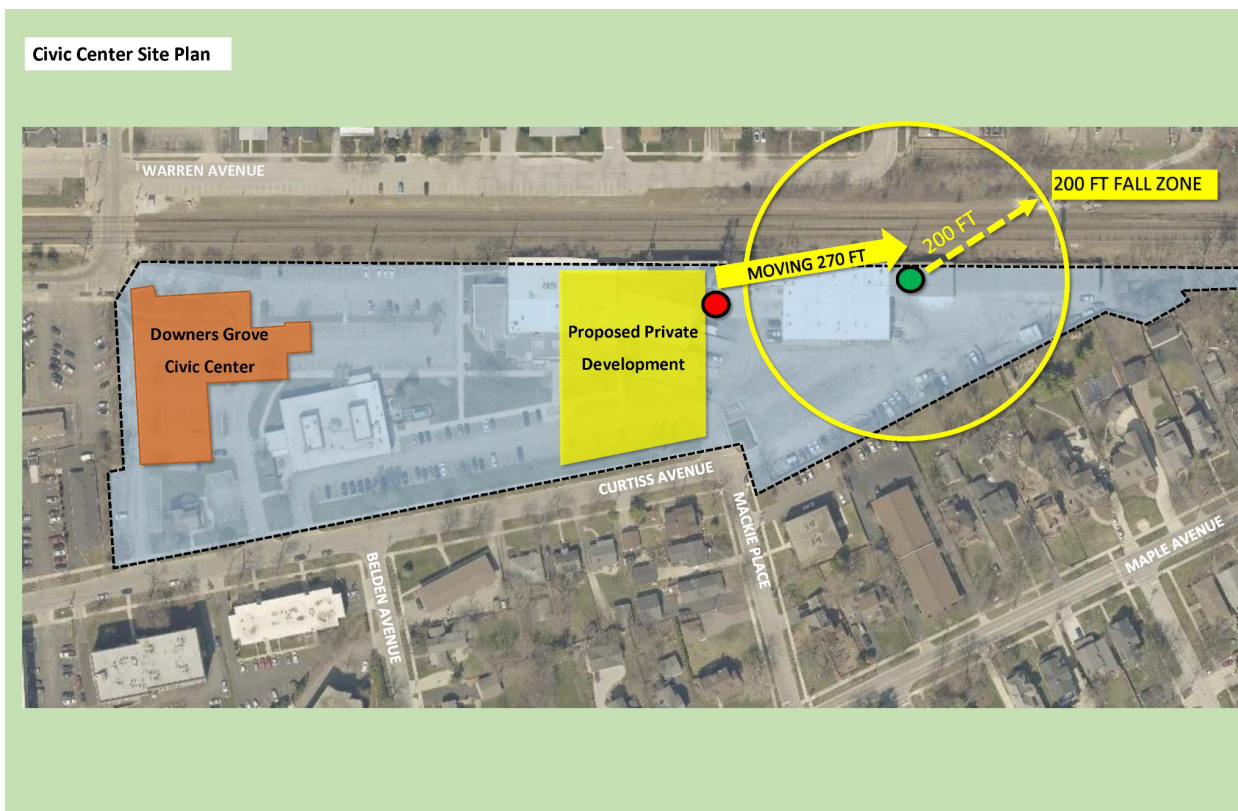 Civic Center Site Plan
WARREN AVENUE
200 FT FALL ZONE
200 FT
MOVING 270 FT
Downers Grove
Civic Center
Proposed Private
Development
CURTISS AVENUE
MACKIE PLACE
BELDEN AVENUE
MAPLE AVENUE